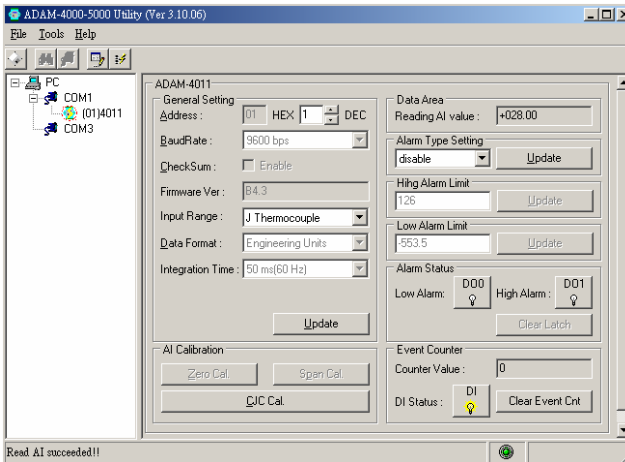 ADAM-4000-5000 Utility (Ver 3.10.06)
File Tools Help
PC
COM1
(01)4011
COM3
ADAM-4011
General Setting
Address : 01 HEX 1 DEC
BaudRate : 9600 bps
CheckSum : Enable
Firmware Ver : B4.3
Input Range : J Thermocouple
Data Format : Engineering Units
Integration Time : 50 ms(60 Hz)
Update
AI Calibration
Zero Cal. Span Cal.
CJC Cal.
Data Area
Reading AI value : +028.00
Alarm Type Setting
disable Update
Hihg Alarm Limit
126 Update
Low Alarm Limit
-553.5 Update
Alarm Status
Low Alarm: DO0 High Alarm : DO1
Clear Latch
Event Counter
Counter Value : 0
DI Status : DI Clear Event Cnt
Read AI succeeded!!